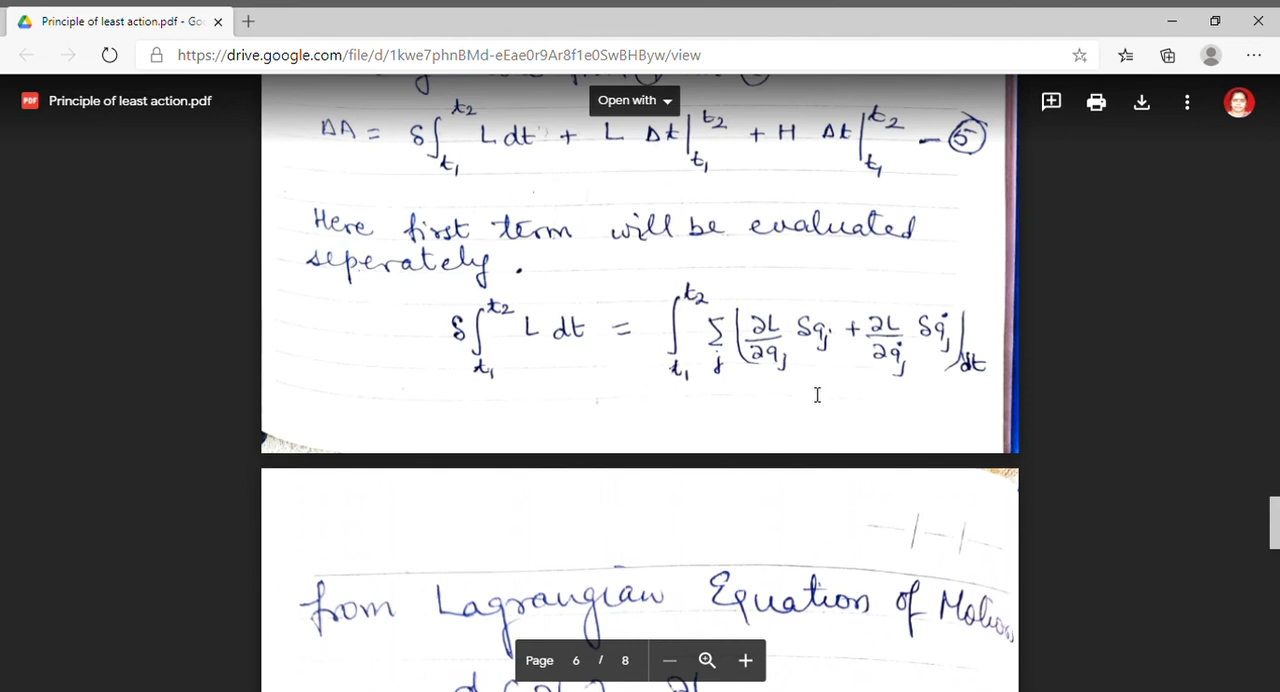 Principle of least action.pdf - Go
https://drive.google.com/file/d/1kwe7phnBMd-eEae0r9Ar8f1e0SwBHByw/view
PDF Principle of least action.pdf
Open with
ΔA = δ∫_{t₁}^{t₂} L dt + L Δt|_{t₁}^{t₂} + H Δt|_{t₁}^{t₂} — ⑤
Here first term will be evaluated
seperately.
δ∫_{t₁}^{t₂} L dt = ∫_{t₁}^{t₂} Σ_j (∂L/∂q_j δq_j + ∂L/∂q̇_j δq̇_j) dt
from Lagrangian Equation of Motion
Page 6 / 8